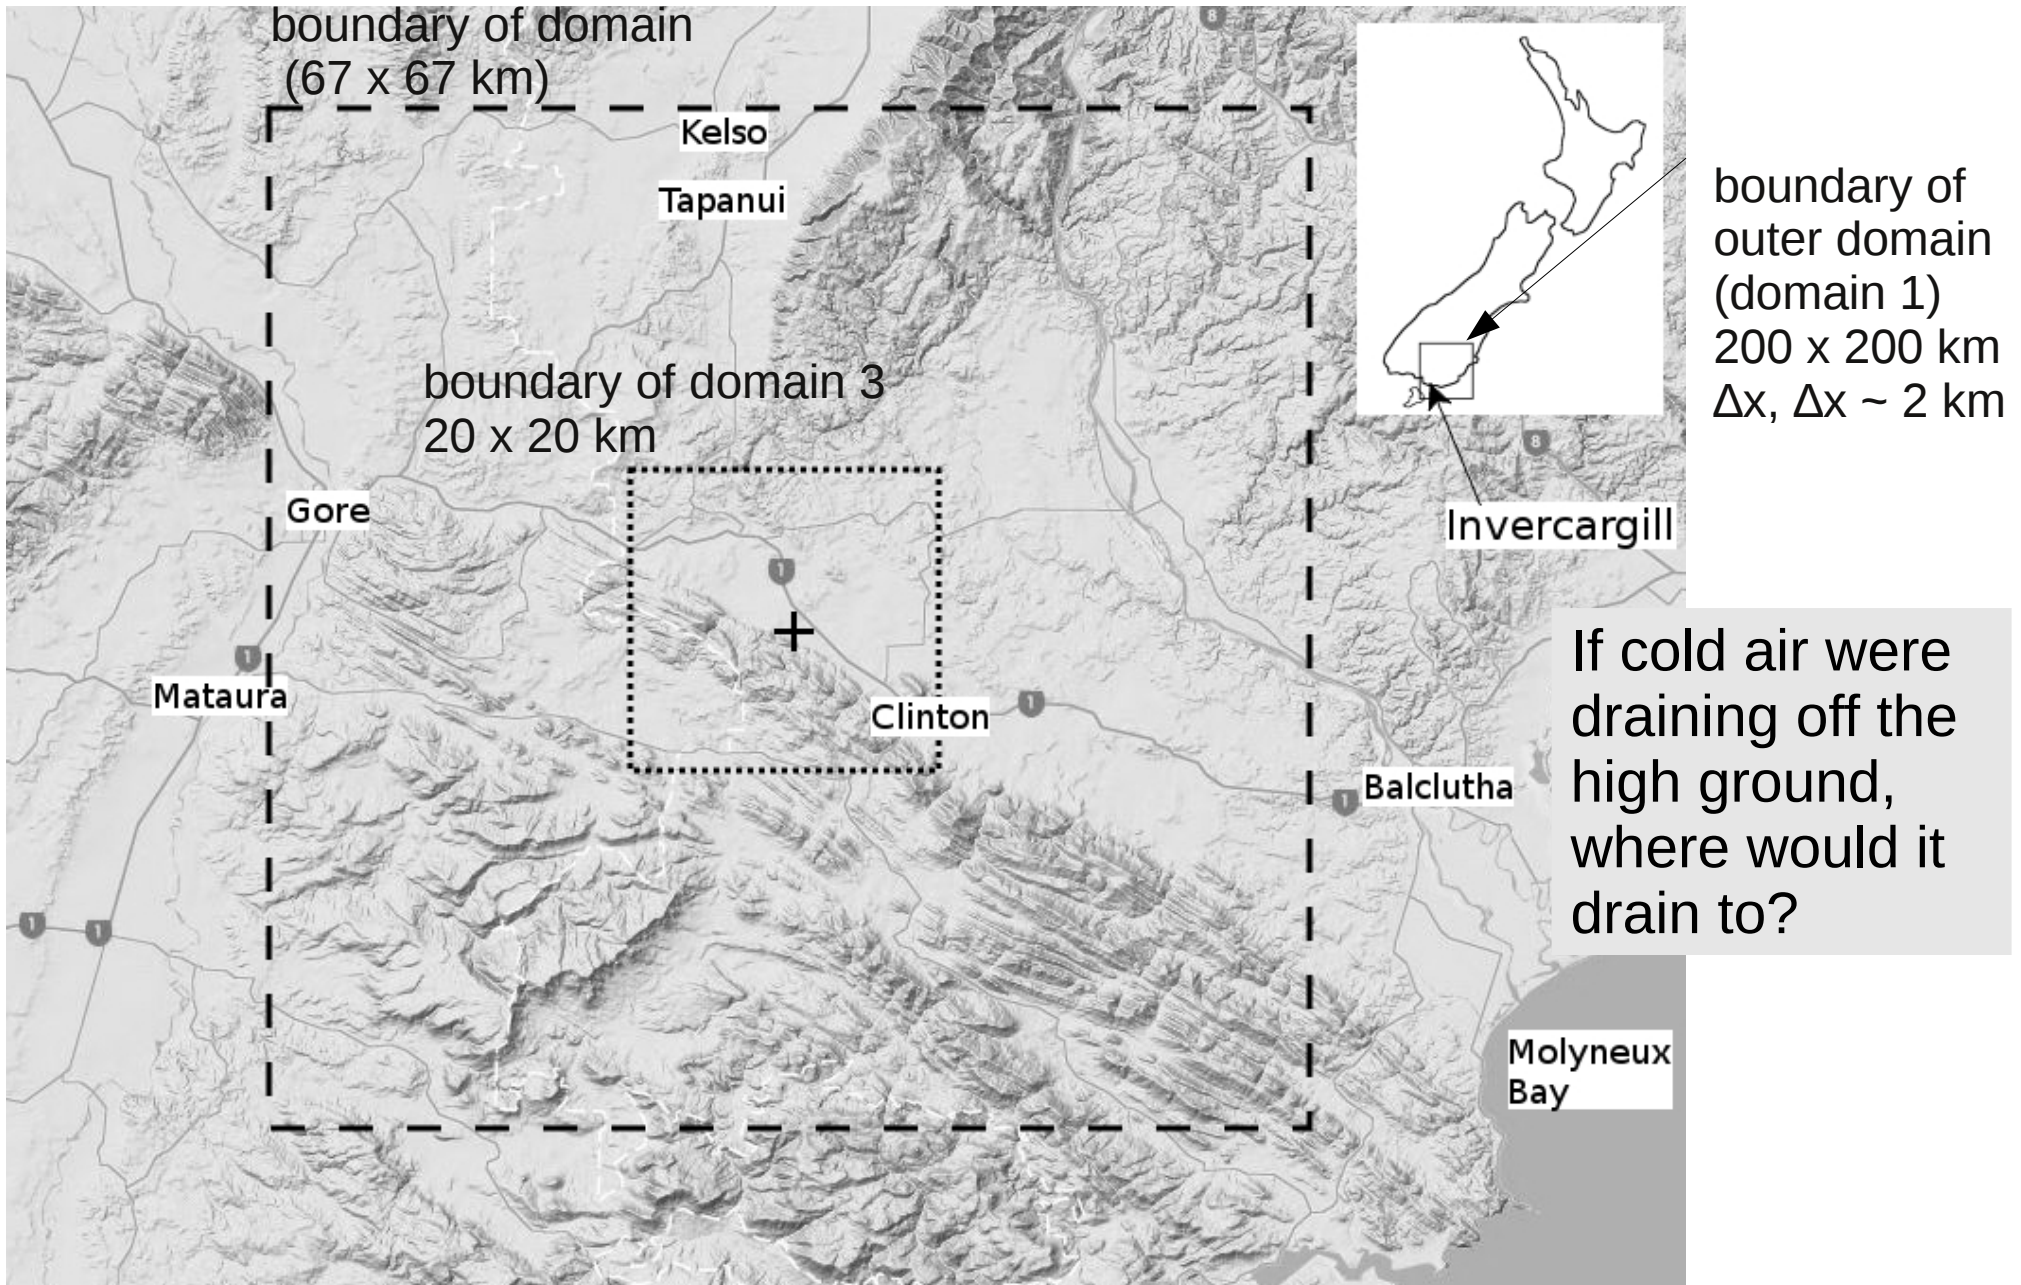 boundary of domain
(67 x 67 km)
8
Kelso
Tapanui
boundary of
outer domain
(domain 1)
200 x 200 km
Δx, Δx ~ 2 km
boundary of domain 3
20 x 20 km
8
Gore
Invercargill
1
1
Mataura
Clinton
1
Balclutha
1
If cold air were
draining off the
high ground,
where would it
drain to?
1
1
Molyneux
Bay